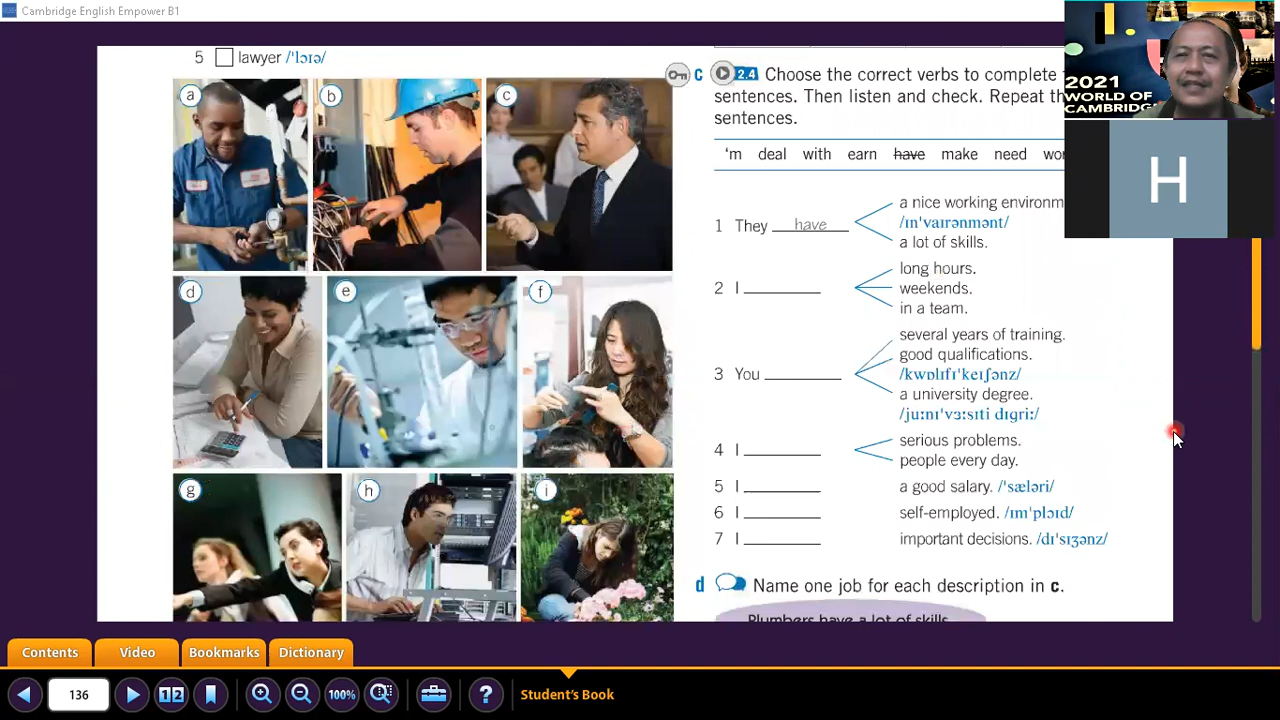 Cambridge English Empower B1
5 lawyer /ˈlɔɪə/
a
b
c
d
e
f
g
h
i
c 2.4 Choose the correct verbs to complete
sentences. Then listen and check. Repeat
sentences.
'm deal with earn have make need
1 They have
a nice working
/ɪnˈvaɪrənmənt/
a lot of skills.
2 I
long hours.
weekends.
in a team.
3 You
several years of training.
good qualifications.
/kwɒlɪfɪˈkeɪʃənz/
a university degree.
/juːnɪˈvɜːsɪti dɪɡriː/
4 I
serious problems.
people every day.
5 I a good salary. /ˈsæləri/
6 I self-employed. /ɪmˈplɔɪd/
7 I important decisions. /dɪˈsɪʒənz/
d Name one job for each description in c.
Plumbers have a lot of skills
2021
WORLD OF
CAMBRIDGE
H
Contents Video Bookmarks Dictionary
136 1 2 100% ? Student's Book